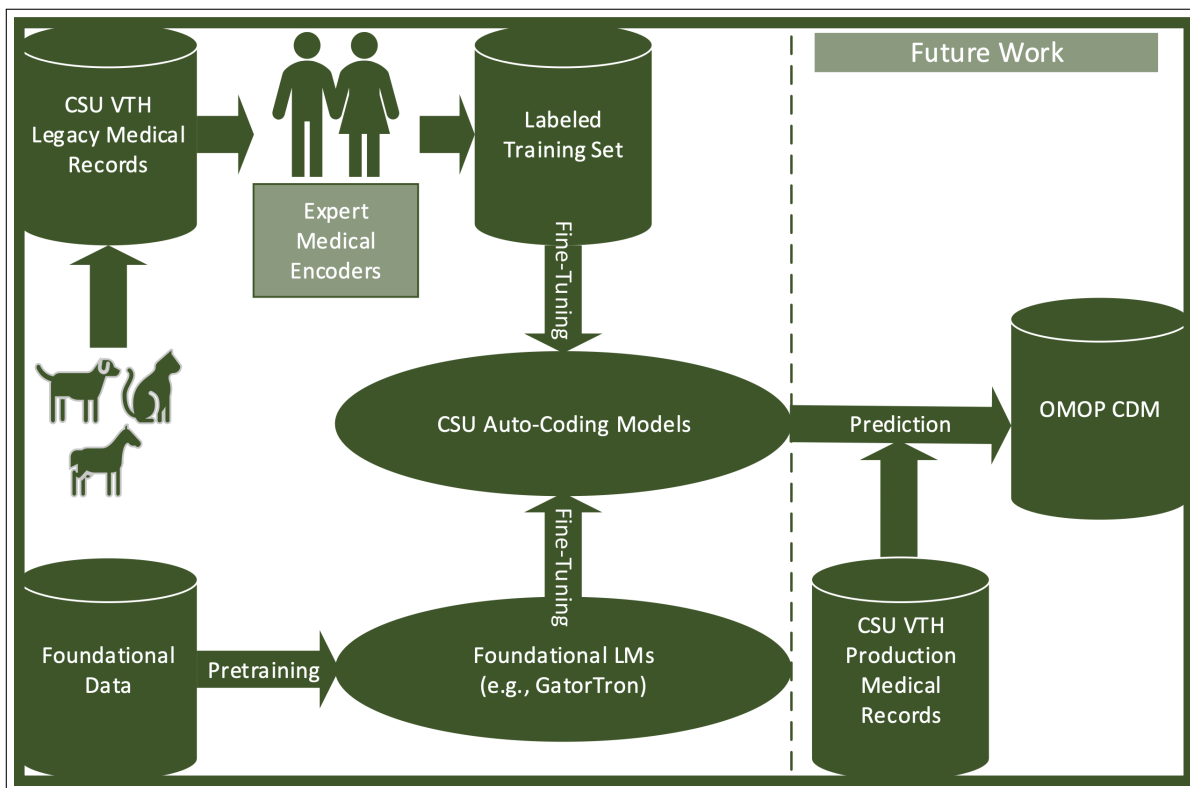 CSU VTH
Legacy Medical
Records
Expert
Medical
Encoders
Labeled
Training Set
Future Work
Fine-Tuning
CSU Auto-Coding Models
Prediction
OMOP CDM
Fine-Tuning
Foundational
Data
Pretraining
Foundational LMs
(e.g., GatorTron)
CSU VTH
Production
Medical
Records